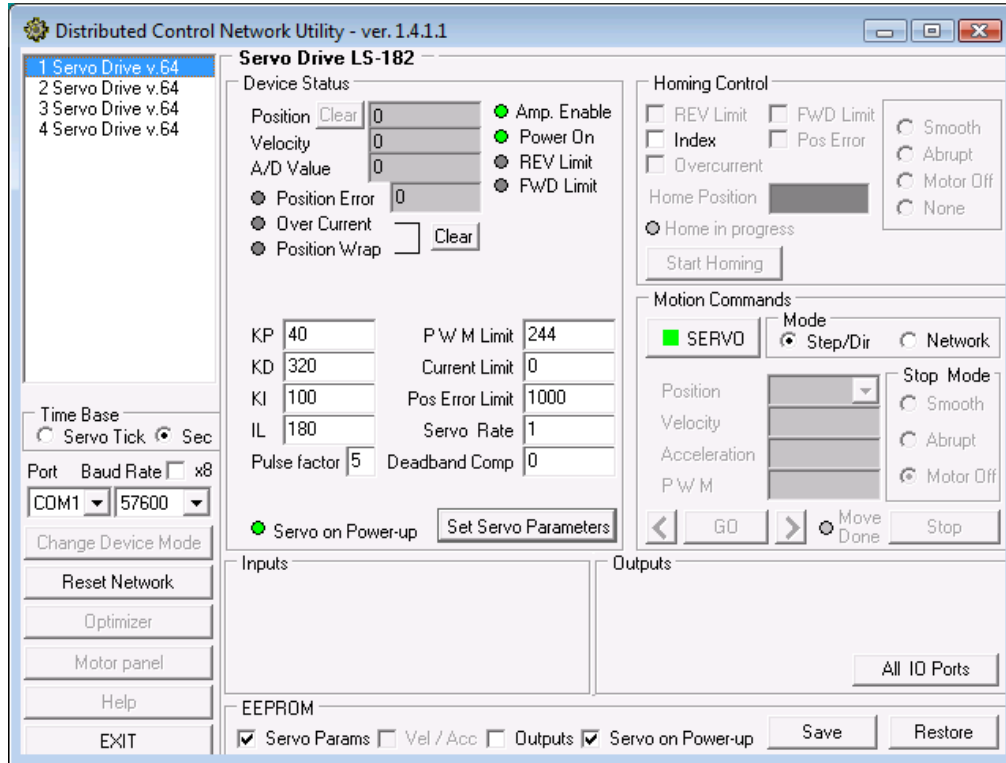 Distributed Control Network Utility - ver. 1.4.1.1
1 Servo Drive v.64
2 Servo Drive v.64
3 Servo Drive v.64
4 Servo Drive v.64
Time Base
Servo Tick Sec
Port Baud Rate x8
COM1 57600
Change Device Mode
Reset Network
Optimizer
Motor panel
Help
EXIT
Servo Drive LS-182
Device Status
Position Clear 0
Velocity 0
A/D Value 0
Position Error 0
Over Current
Position Wrap
Clear
Amp. Enable
Power On
REV Limit
FWD Limit
KP 40 P W M Limit 244
KD 320 Current Limit 0
KI 100 Pos Error Limit 1000
IL 180 Servo Rate 1
Pulse factor 5 Deadband Comp 0
Servo on Power-up Set Servo Parameters
Homing Control
REV Limit FWD Limit
Index Pos Error
Overcurrent
Home Position
Home in progress
Start Homing
Smooth
Abrupt
Motor Off
None
Motion Commands
SERVO
Mode
Step/Dir Network
Position
Velocity
Acceleration
P W M
Stop Mode
Smooth
Abrupt
Motor Off
< GO > Move Done Stop
Inputs
Outputs
All IO Ports
EEPROM
Servo Params Vel / Acc Outputs Servo on Power-up Save Restore